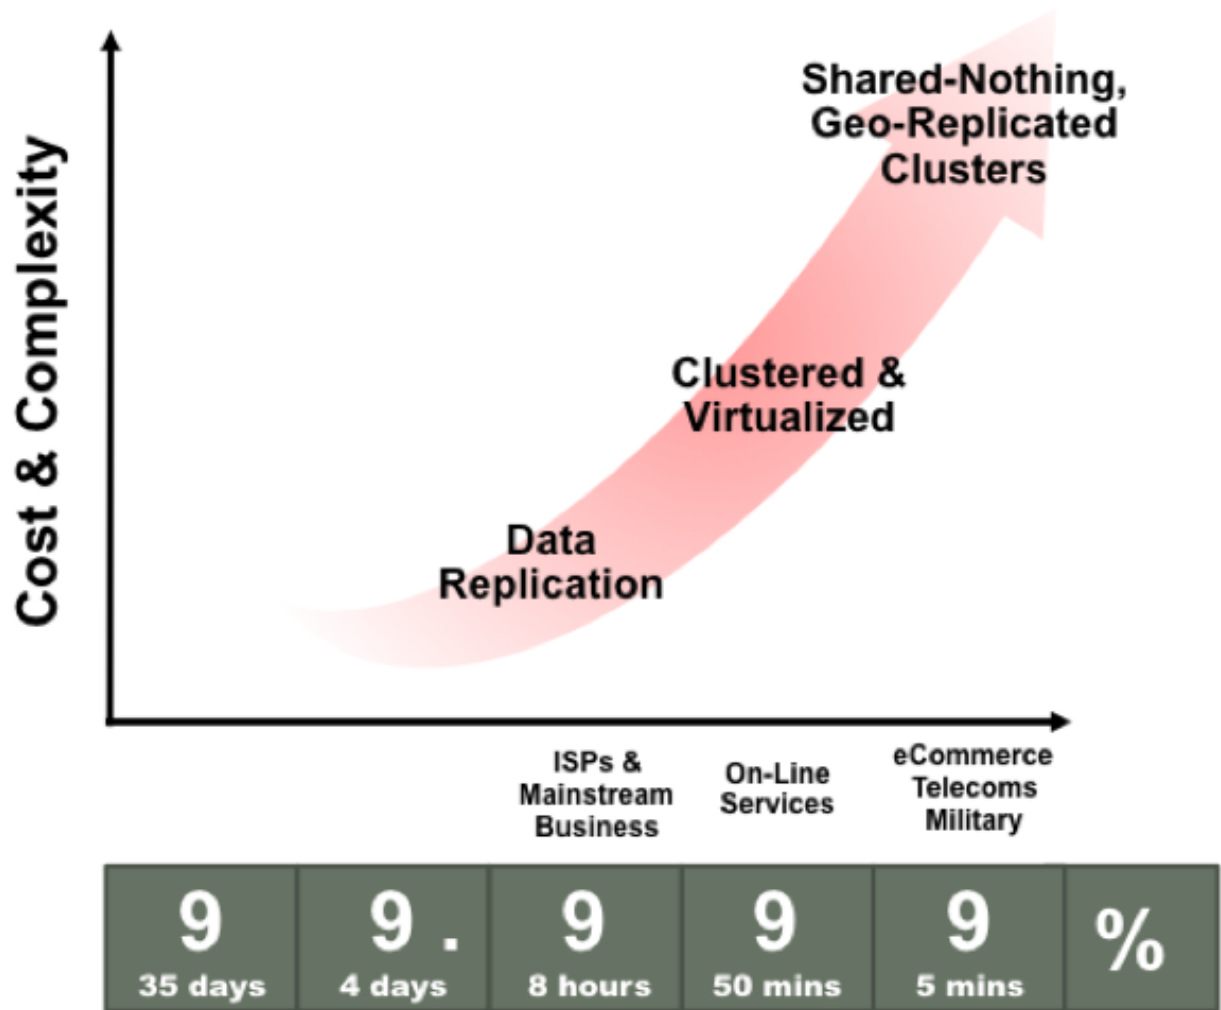 Cost & Complexity
Shared-Nothing,
Geo-Replicated
Clusters
Clustered &
Virtualized
Data
Replication
ISPs &
Mainstream
Business
On-Line
Services
eCommerce
Telecoms
Military
9 9. 9 9 9 %
35 days 4 days 8 hours 50 mins 5 mins